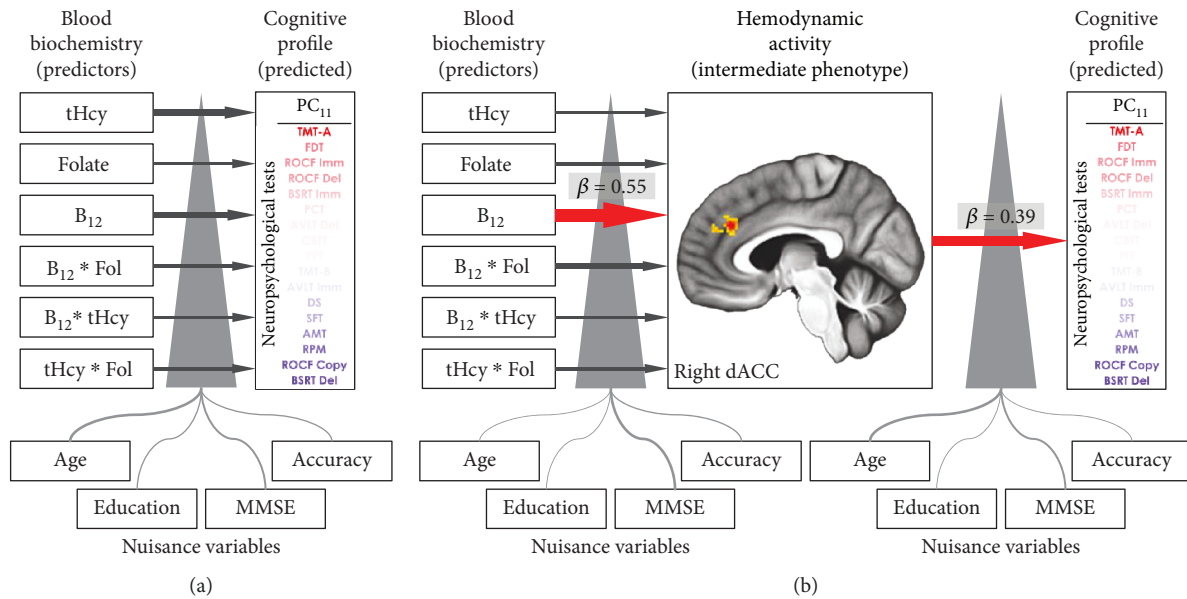 Blood
biochemistry
(predictors)
Cognitive
profile
(predicted)
tHcy
Folate
B12
B12 * Fol
B12* tHcy
tHcy * Fol
Neuropsychological tests
PC11
TMT-A
FDT
ROCF Imm
ROCF Del
BSRT Imm
PCT
AVLT Del
TMT-B
AVLT Imm
DS
SFT
AMT
RPM
ROCF Copy
BSRT Del
Age
Accuracy
Education
MMSE
Nuisance variables
(a)
Blood
biochemistry
(predictors)
Hemodynamic
activity
(intermediate phenotype)
Cognitive
profile
(predicted)
tHcy
Folate
B12
B12 * Fol
B12 * tHcy
tHcy * Fol
β = 0.55
Right dACC
β = 0.39
Neuropsychological tests
PC11
TMT-A
FDT
ROCF Imm
ROCF Del
BSRT Imm
PCT
AVLT Del
TMT-B
AVLT Imm
DS
SFT
AMT
RPM
ROCF Copy
BSRT Del
Age
Accuracy
Education
MMSE
Nuisance variables
Age
Accuracy
Education
MMSE
Nuisance variables
(b)